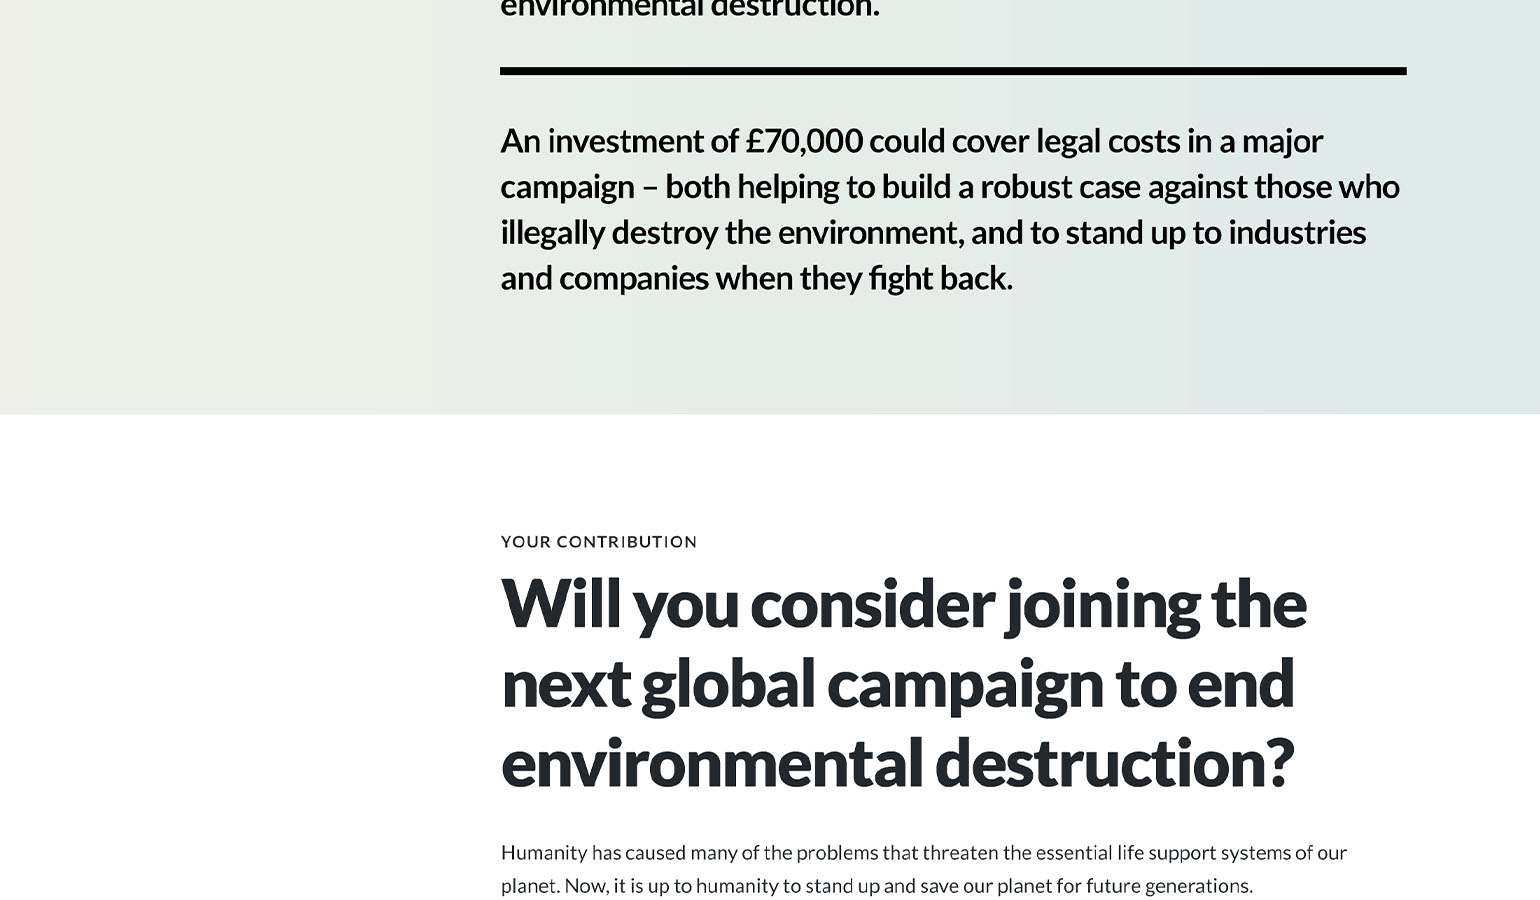 environmental destruction.
An investment of £70,000 could cover legal costs in a major
campaign – both helping to build a robust case against those who
illegally destroy the environment, and to stand up to industries
and companies when they fight back.
YOUR CONTRIBUTION
Will you consider joining the
next global campaign to end
environmental destruction?
Humanity has caused many of the problems that threaten the essential life support systems of our
planet. Now, it is up to humanity to stand up and save our planet for future generations.